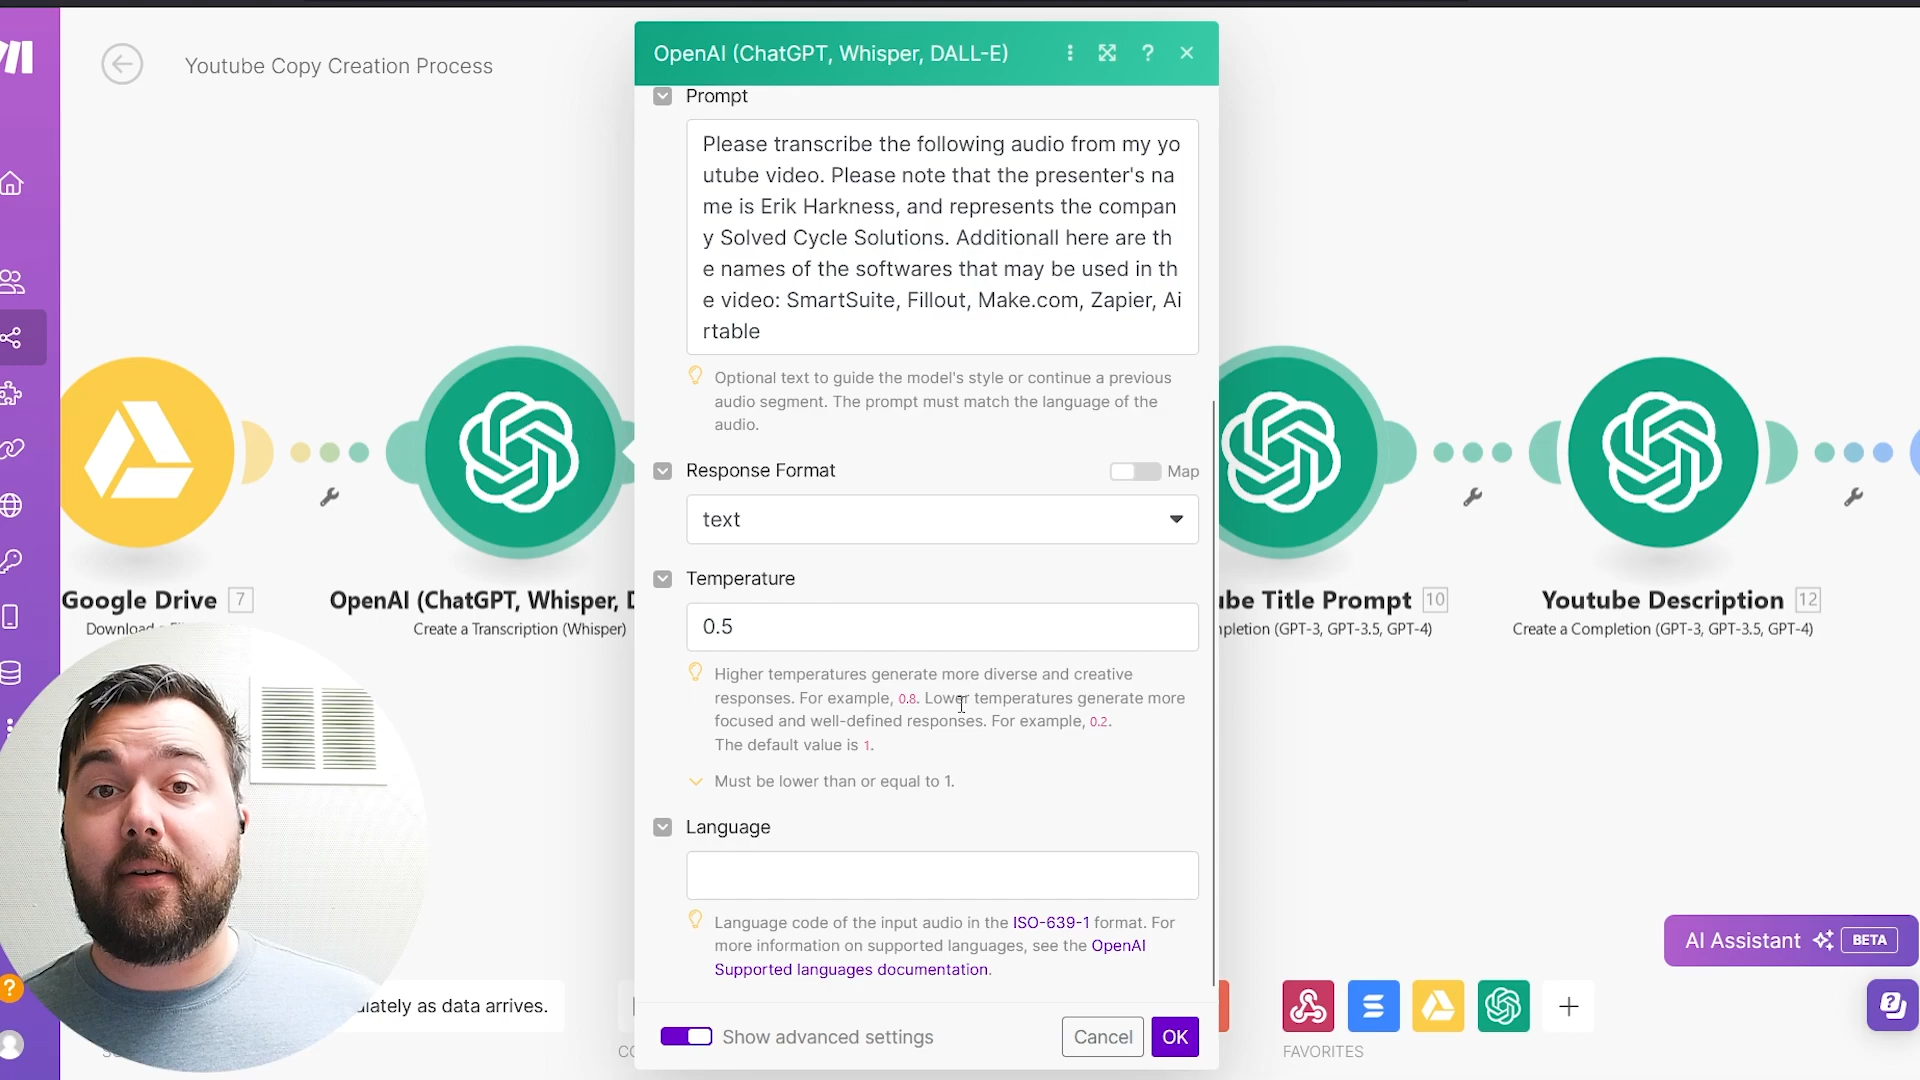 Youtube Copy Creation Process
OpenAI (ChatGPT, Whisper, DALL-E)
Prompt
Please transcribe the following audio from my yo
utube video. Please note that the presenter's na
me is Erik Harkness, and represents the compan
y Solved Cycle Solutions. Additionall here are th
e names of the softwares that may be used in th
e video: SmartSuite, Fillout, Make.com, Zapier, Ai
rtable
Optional text to guide the model's style or continue a previous
audio segment. The prompt must match the language of the
audio.
Response Format
Map
text
Temperature
0.5
Higher temperatures generate more diverse and creative
responses. For example, 0.8. Lower temperatures generate more
focused and well-defined responses. For example, 0.2.
The default value is 1.
Must be lower than or equal to 1.
Language
Language code of the input audio in the ISO-639-1 format. For
more information on supported languages, see the OpenAI
Supported languages documentation.
Show advanced settings
Cancel
OK
Google Drive 7
Download
OpenAI (ChatGPT, Whisper, D
Create a Transcription (Whisper)
ube Title Prompt 10
pletion (GPT-3, GPT-3.5, GPT-4)
Youtube Description 12
Create a Completion (GPT-3, GPT-3.5, GPT-4)
AI Assistant BETA
?
diately as data arrives.
FAVORITES